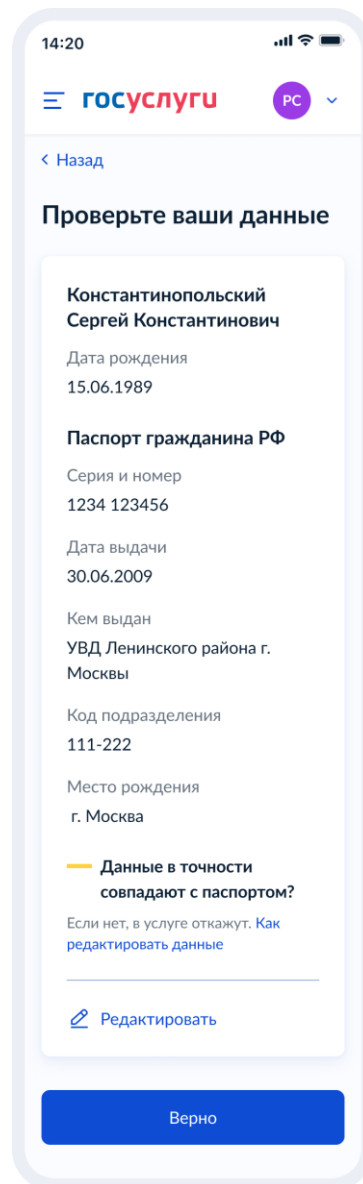 14:20
госуслуги
РС
Назад
Проверьте ваши данные
Константинопольский
Сергей Константинович
Дата рождения
15.06.1989
Паспорт гражданина РФ
Серия и номер
1234 123456
Дата выдачи
30.06.2009
Кем выдан
УВД Ленинского района г.
Москвы
Код подразделения
111-222
Место рождения
г. Москва
Данные в точности
совпадают с паспортом?
Если нет, в услуге откажут. Как
редактировать данные
Редактировать
Верно